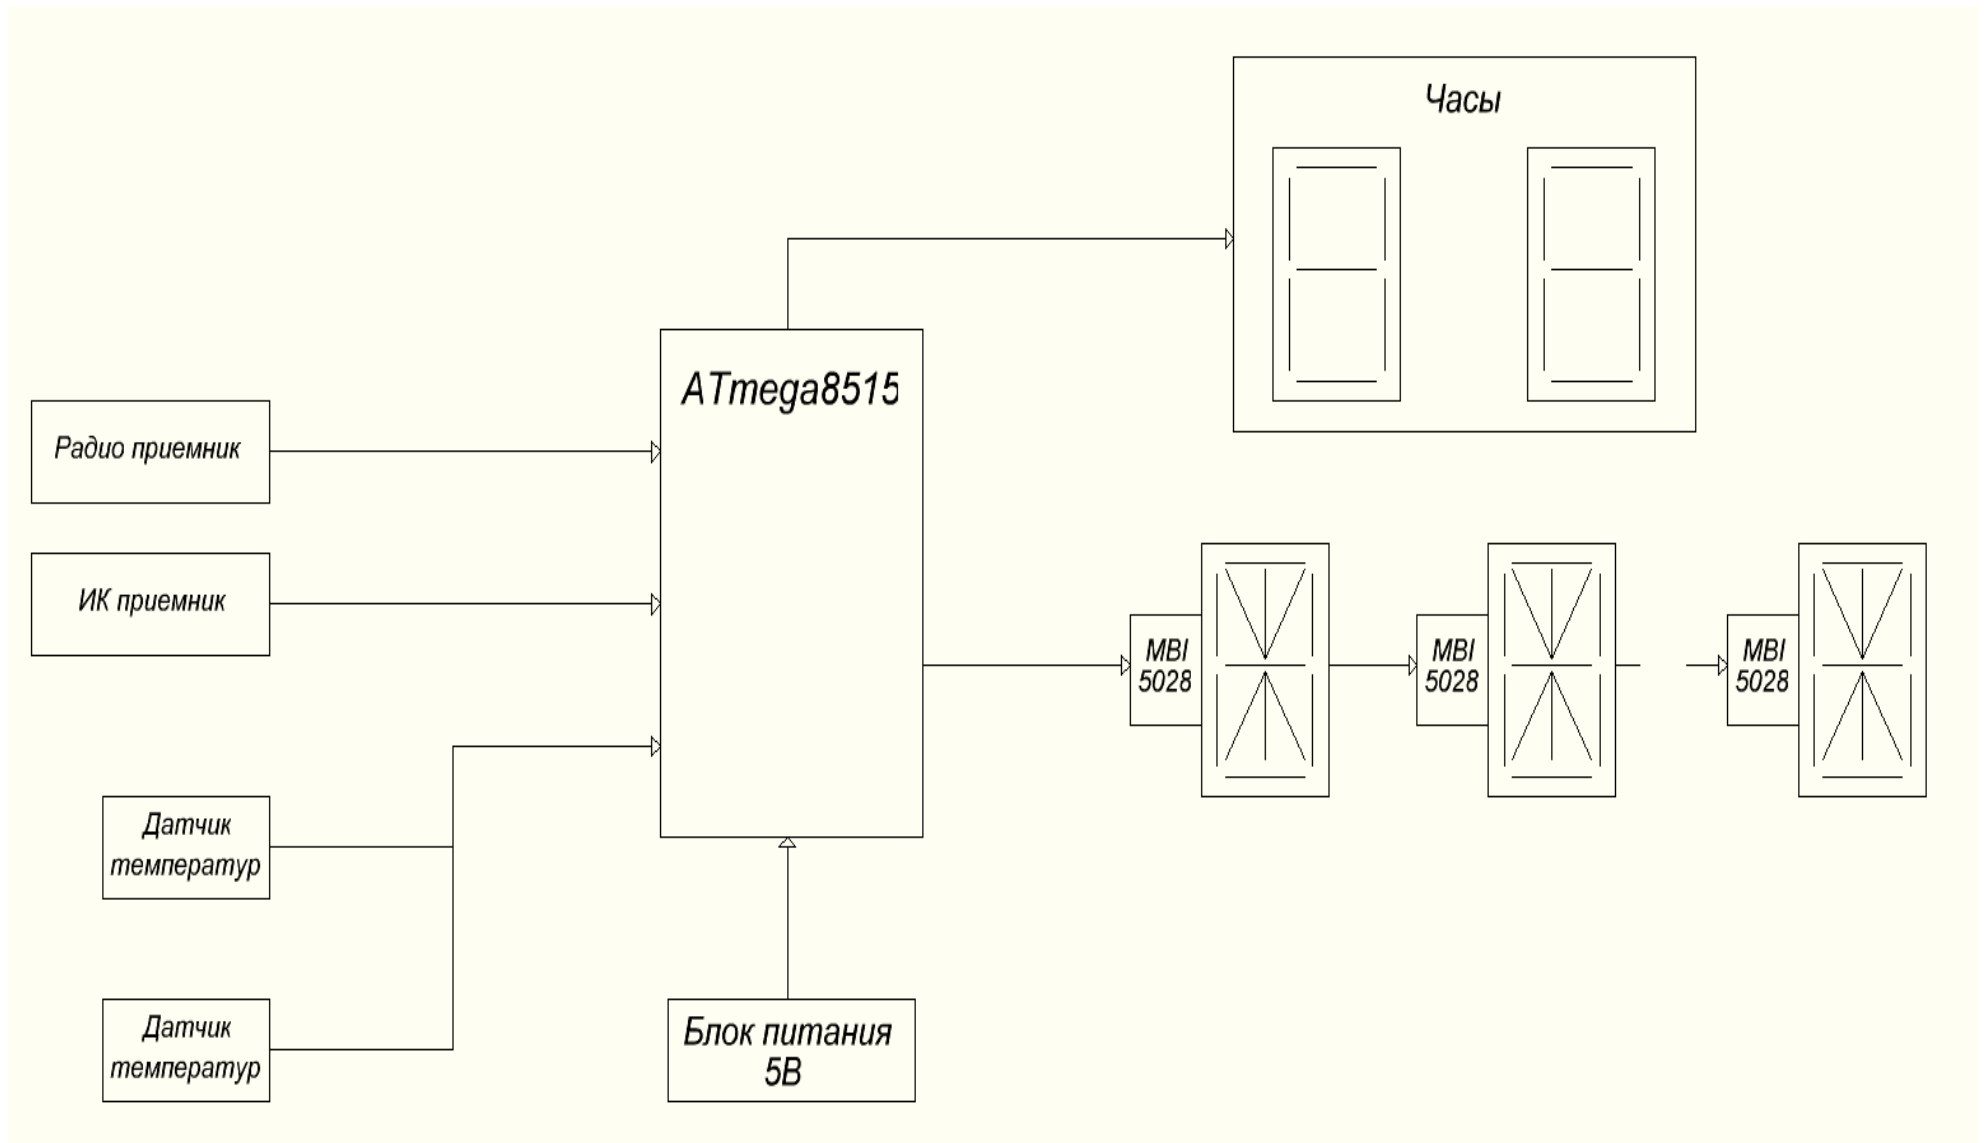 Часы
ATmega8515
Радио приемник
ИК приемник
MBI
5028
MBI
5028
MBI
5028
Датчик
температур
Датчик
температур
Блок питания
5В